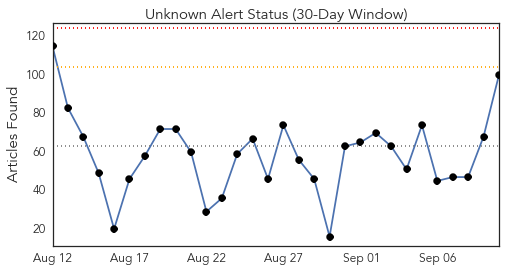 Unknown Alert Status (30-Day Window)
Articles Found
120
100
80
60
40
20
Aug 12 Aug 17 Aug 22 Aug 27 Sep 01 Sep 06